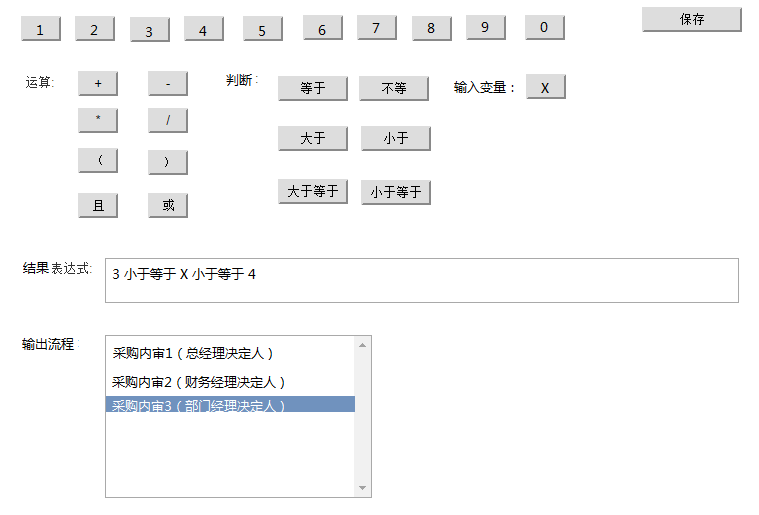 1 2 3 4 5 6 7 8 9 0 保存
运算: + - 判断: 等于 不等 输入变量： X
* /
大于 小于
（ ）
大于等于 小于等于
且 或
结果表达式: 3 小于等于 X 小于等于 4
输出流程
采购内审1（总经理决定人）
采购内审2（财务经理决定人）
采购内审3（部门经理决定人）